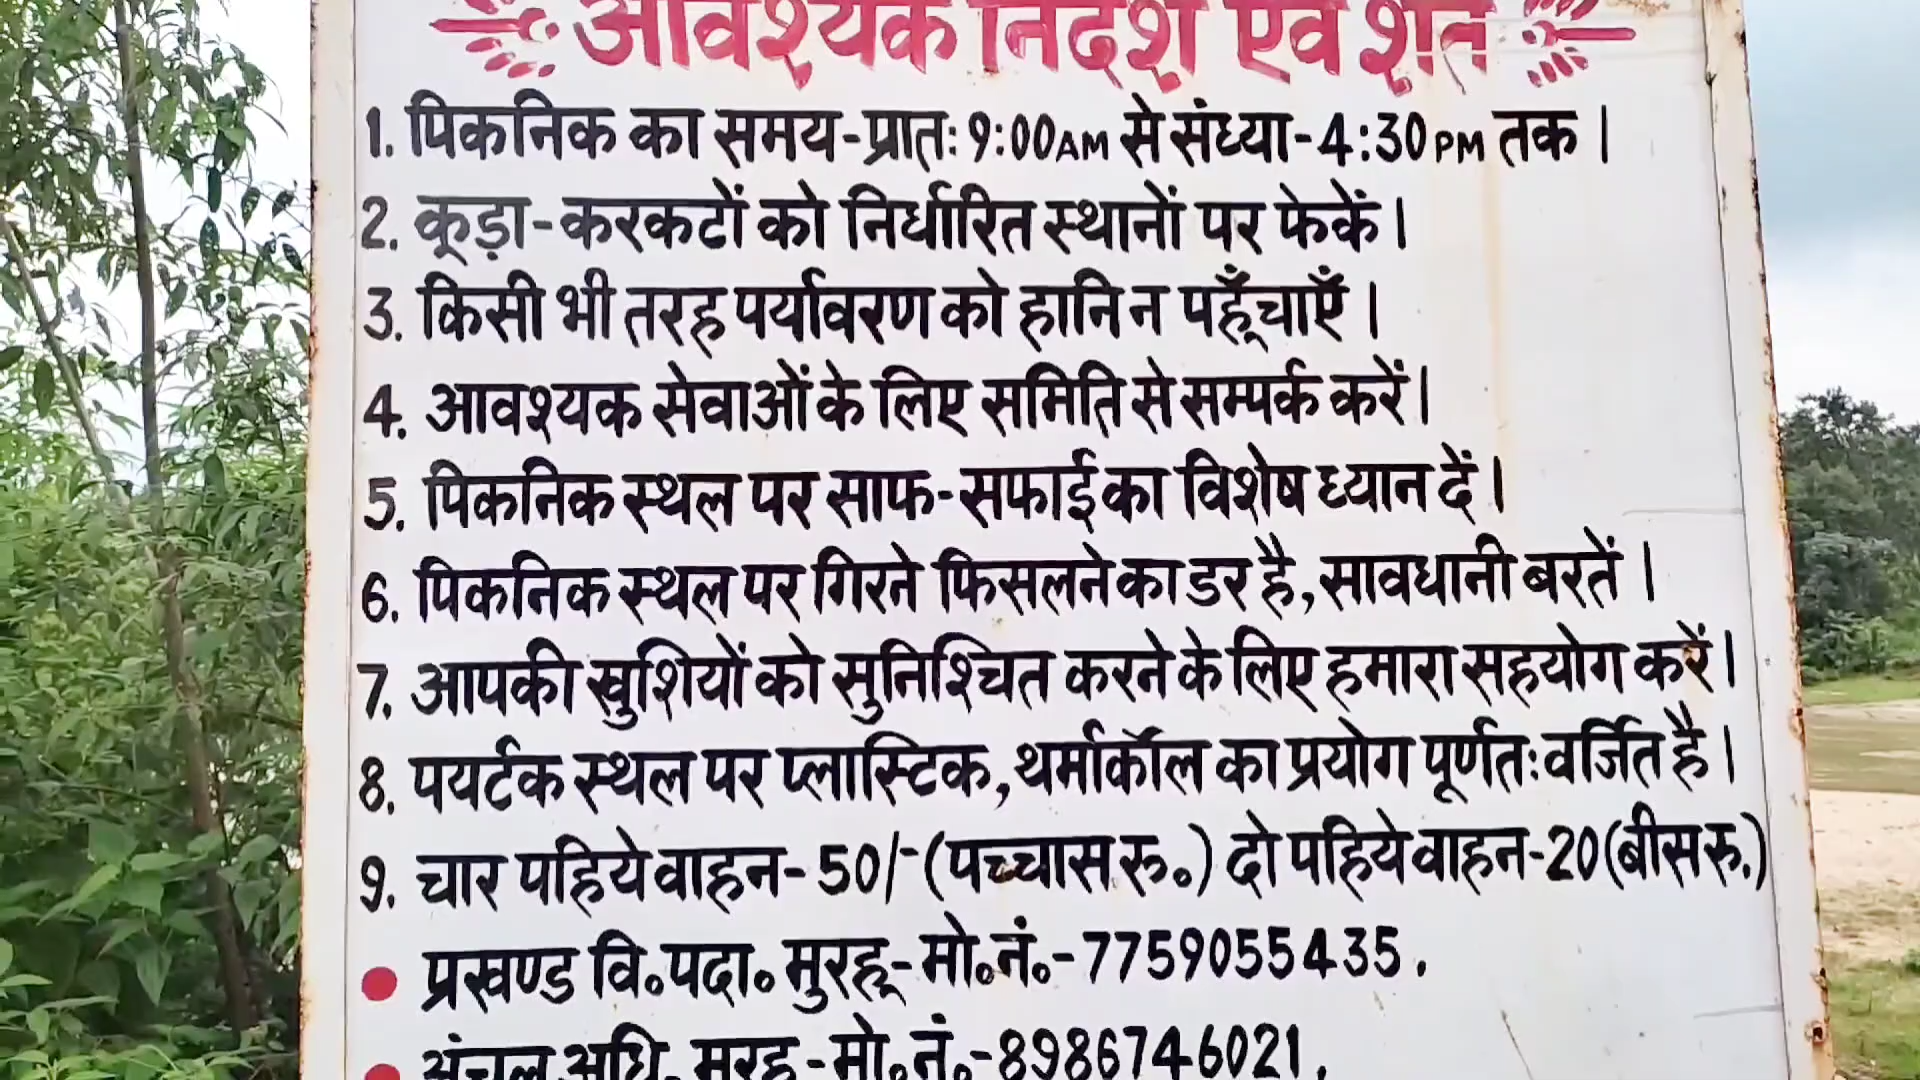 आवश्यक निर्देश एवं शर्त
1. पिकनिक का समय-प्रातः 9:00AM से संध्या-4:30PM तक।
2. कूड़ा-करकटों को निर्धारित स्थानों पर फेकें।
3. किसी भी तरह पर्यावरण को हानि न पहूँचाएँ।
4. आवश्यक सेवाओं के लिए समिति से सम्पर्क करें।
5. पिकनिक स्थल पर साफ-सफाई का विशेष ध्यान दें।
6. पिकनिक स्थल पर गिरने फिसलने का डर है, सावधानी बरतें।
7. आपकी खुशियों को सुनिश्चित करने के लिए हमारा सहयोग करें।
8. पयर्टक स्थल पर प्लास्टिक, थर्माकॉल का प्रयोग पूर्णतः वर्जित है।
9. चार पहिये वाहन-50/-(पच्चास रु०) दो पहिये वाहन-20(बीस रु.)
• प्रखण्ड वि०पदा० मुरहू-मो०नं०-7759055435.
• अंचल अधि. मुरहू-मो०नं०-8986746021.